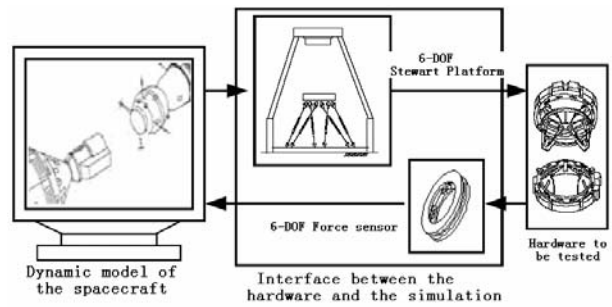 6-DOF
Stewart Platform
6-DOF Force sensor
Hardware to
be tested
Dynamic model of
the spacecraft
Interface between the
hardware and the simulation